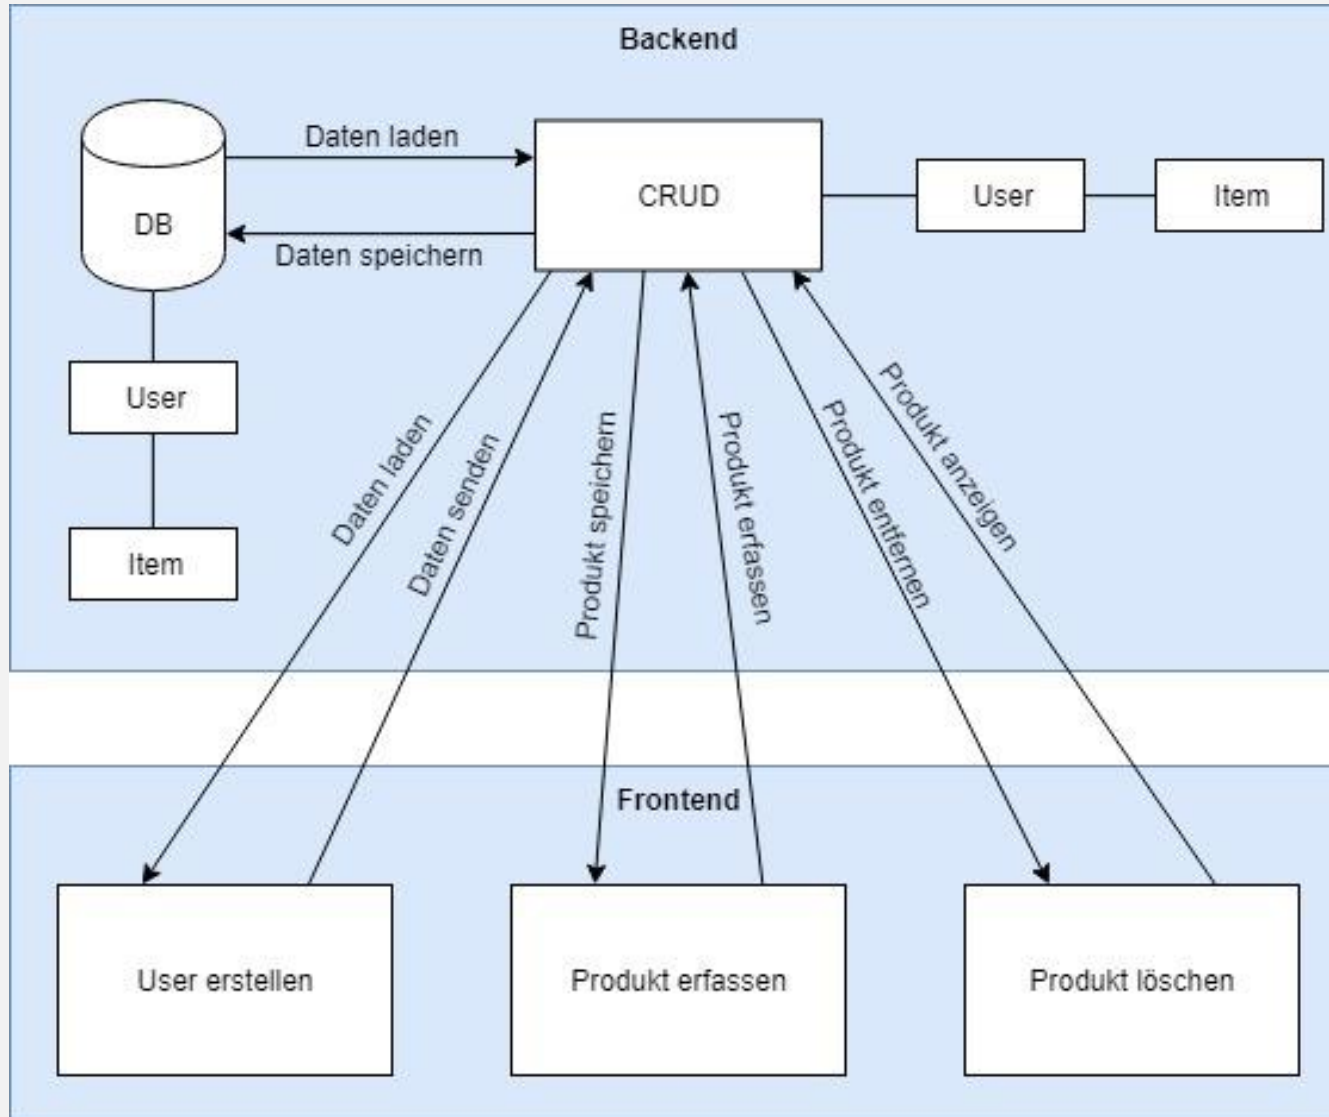 Backend
Daten laden
DB
CRUD
User
Item
Daten speichern
User
Item
Daten laden
Daten senden
Produkt speichern
Produkt erfassen
Produkt entfernen
Produkt anzeigen
Frontend
User erstellen
Produkt erfassen
Produkt löschen